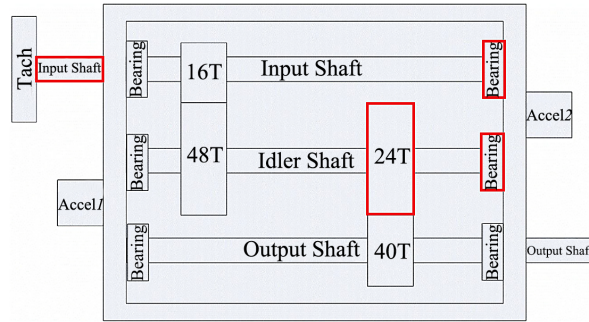 Tach
Input Shaft
Bearing
16T
Input Shaft
Bearing
Accel2
Bearing
48T
Idler Shaft
24T
Bearing
Accel1
Bearing
Output Shaft
40T
Bearing
Output Shaf